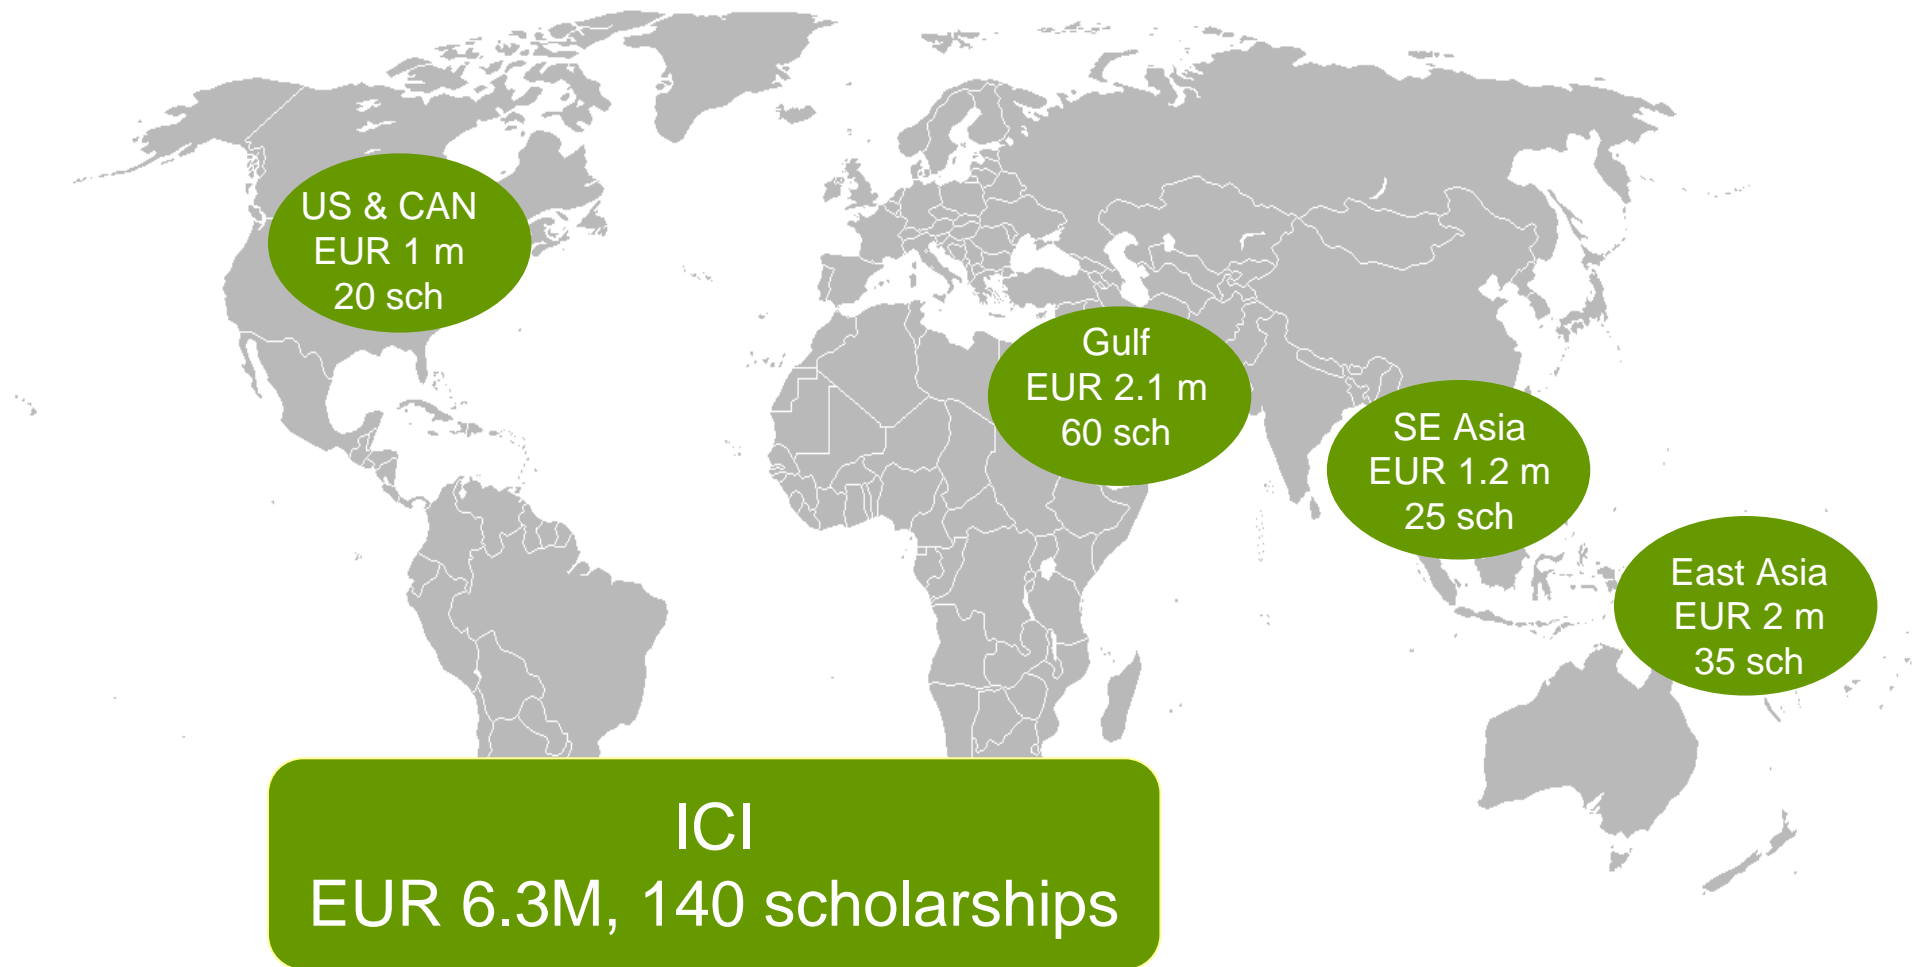 US & CAN
EUR 1 m
20 sch
Gulf
EUR 2.1 m
60 sch
SE Asia
EUR 1.2 m
25 sch
East Asia
EUR 2 m
35 sch
ICI
EUR 6.3M, 140 scholarships